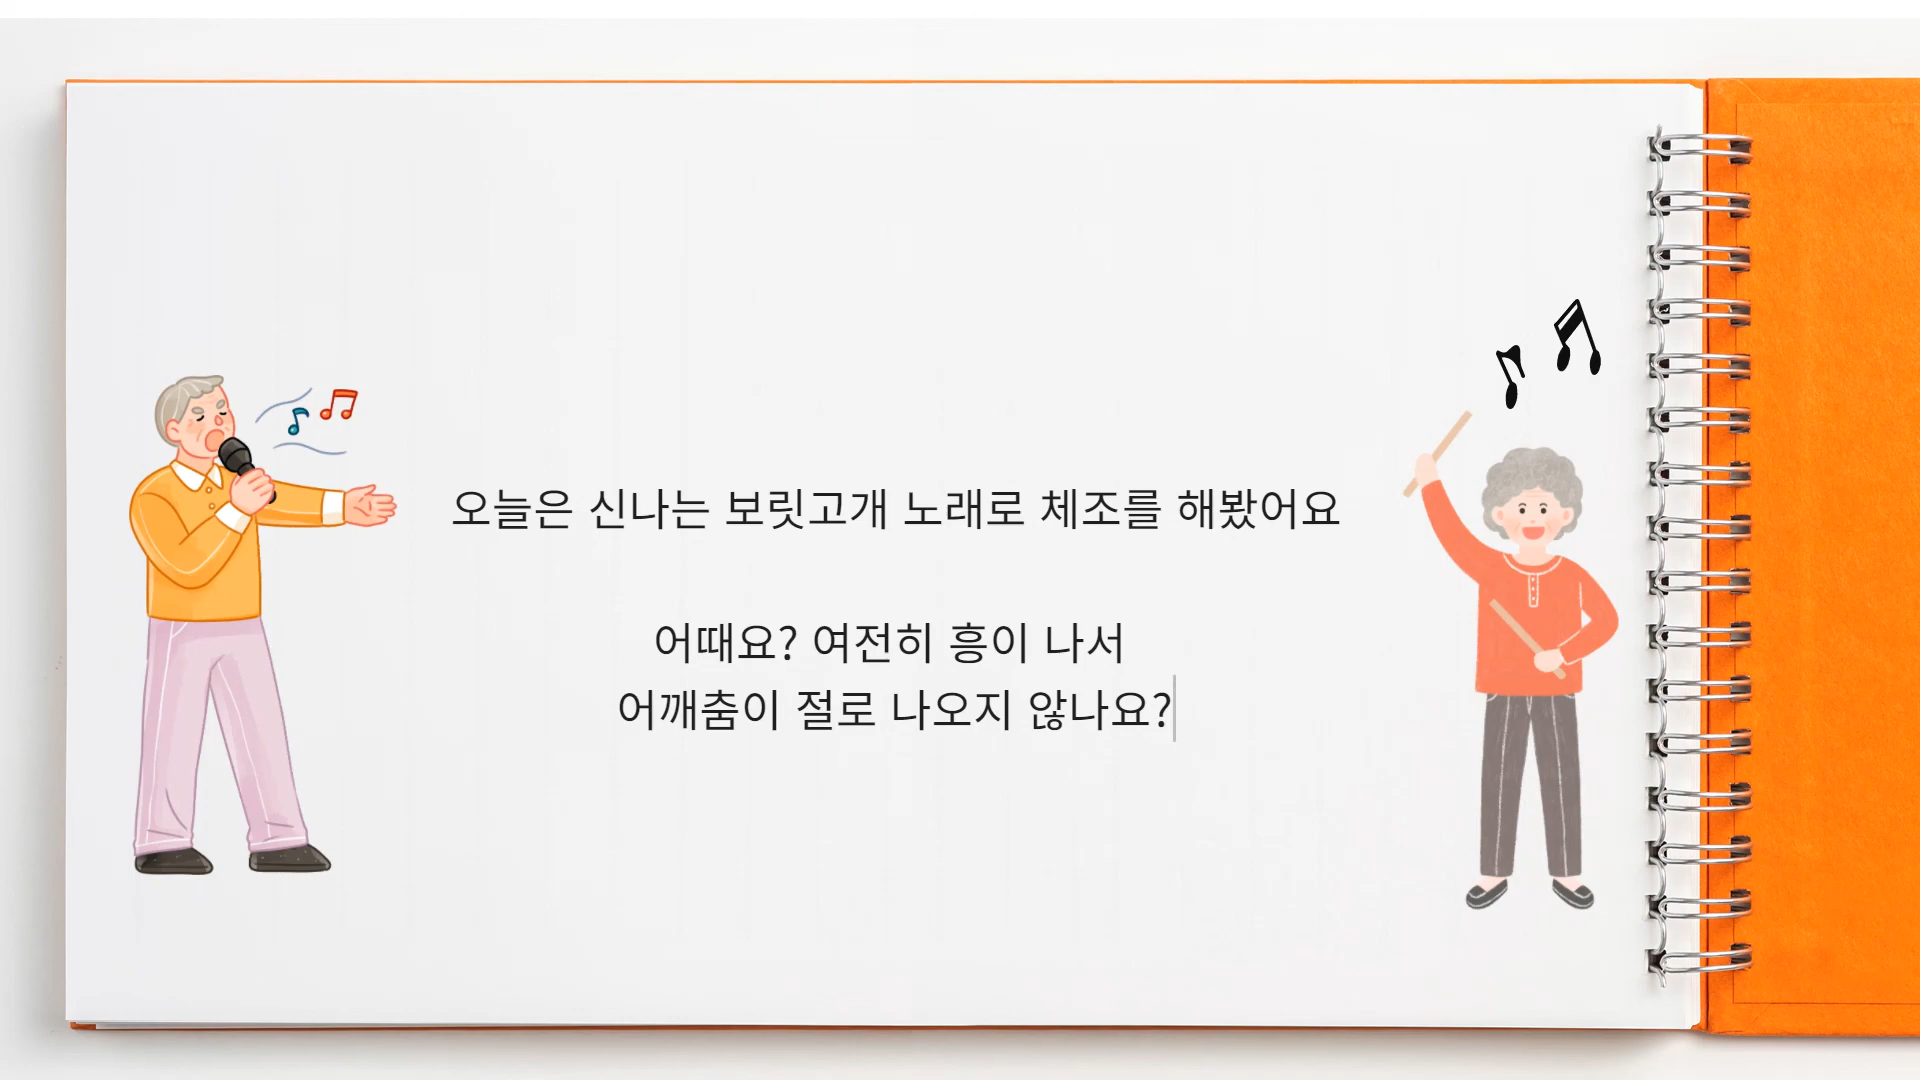 오늘은 신나는 보릿고개 노래로 체조를 해봤어요
어때요? 여전히 흥이 나서
어깨춤이 절로 나오지 않나요?